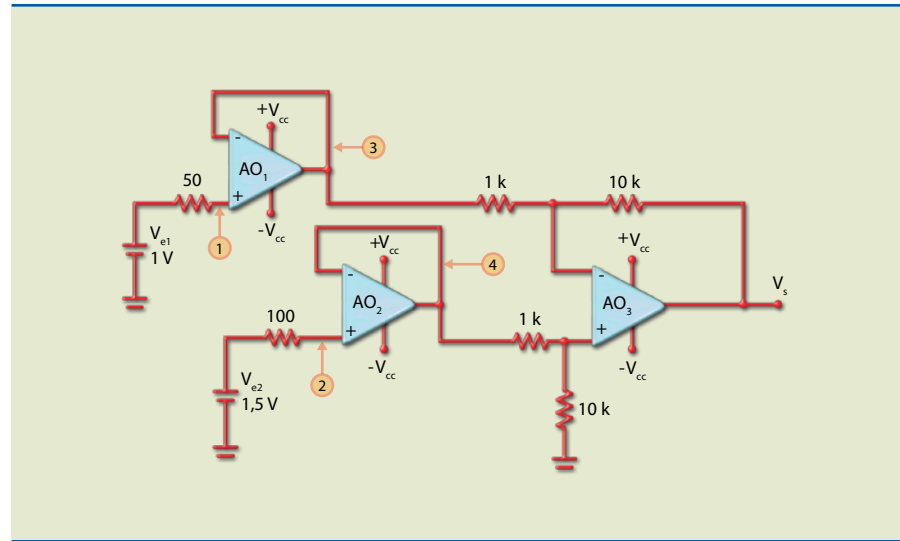 +Vcc
3
AO1
-
+
50
1
-Vcc
Ve1
1 V
1 k
10 k
+Vcc
4
-
AO2
+
100
2
-Vcc
Ve2
1,5 V
1 k
+Vcc
-
AO3
+
-Vcc
Vs
10 k